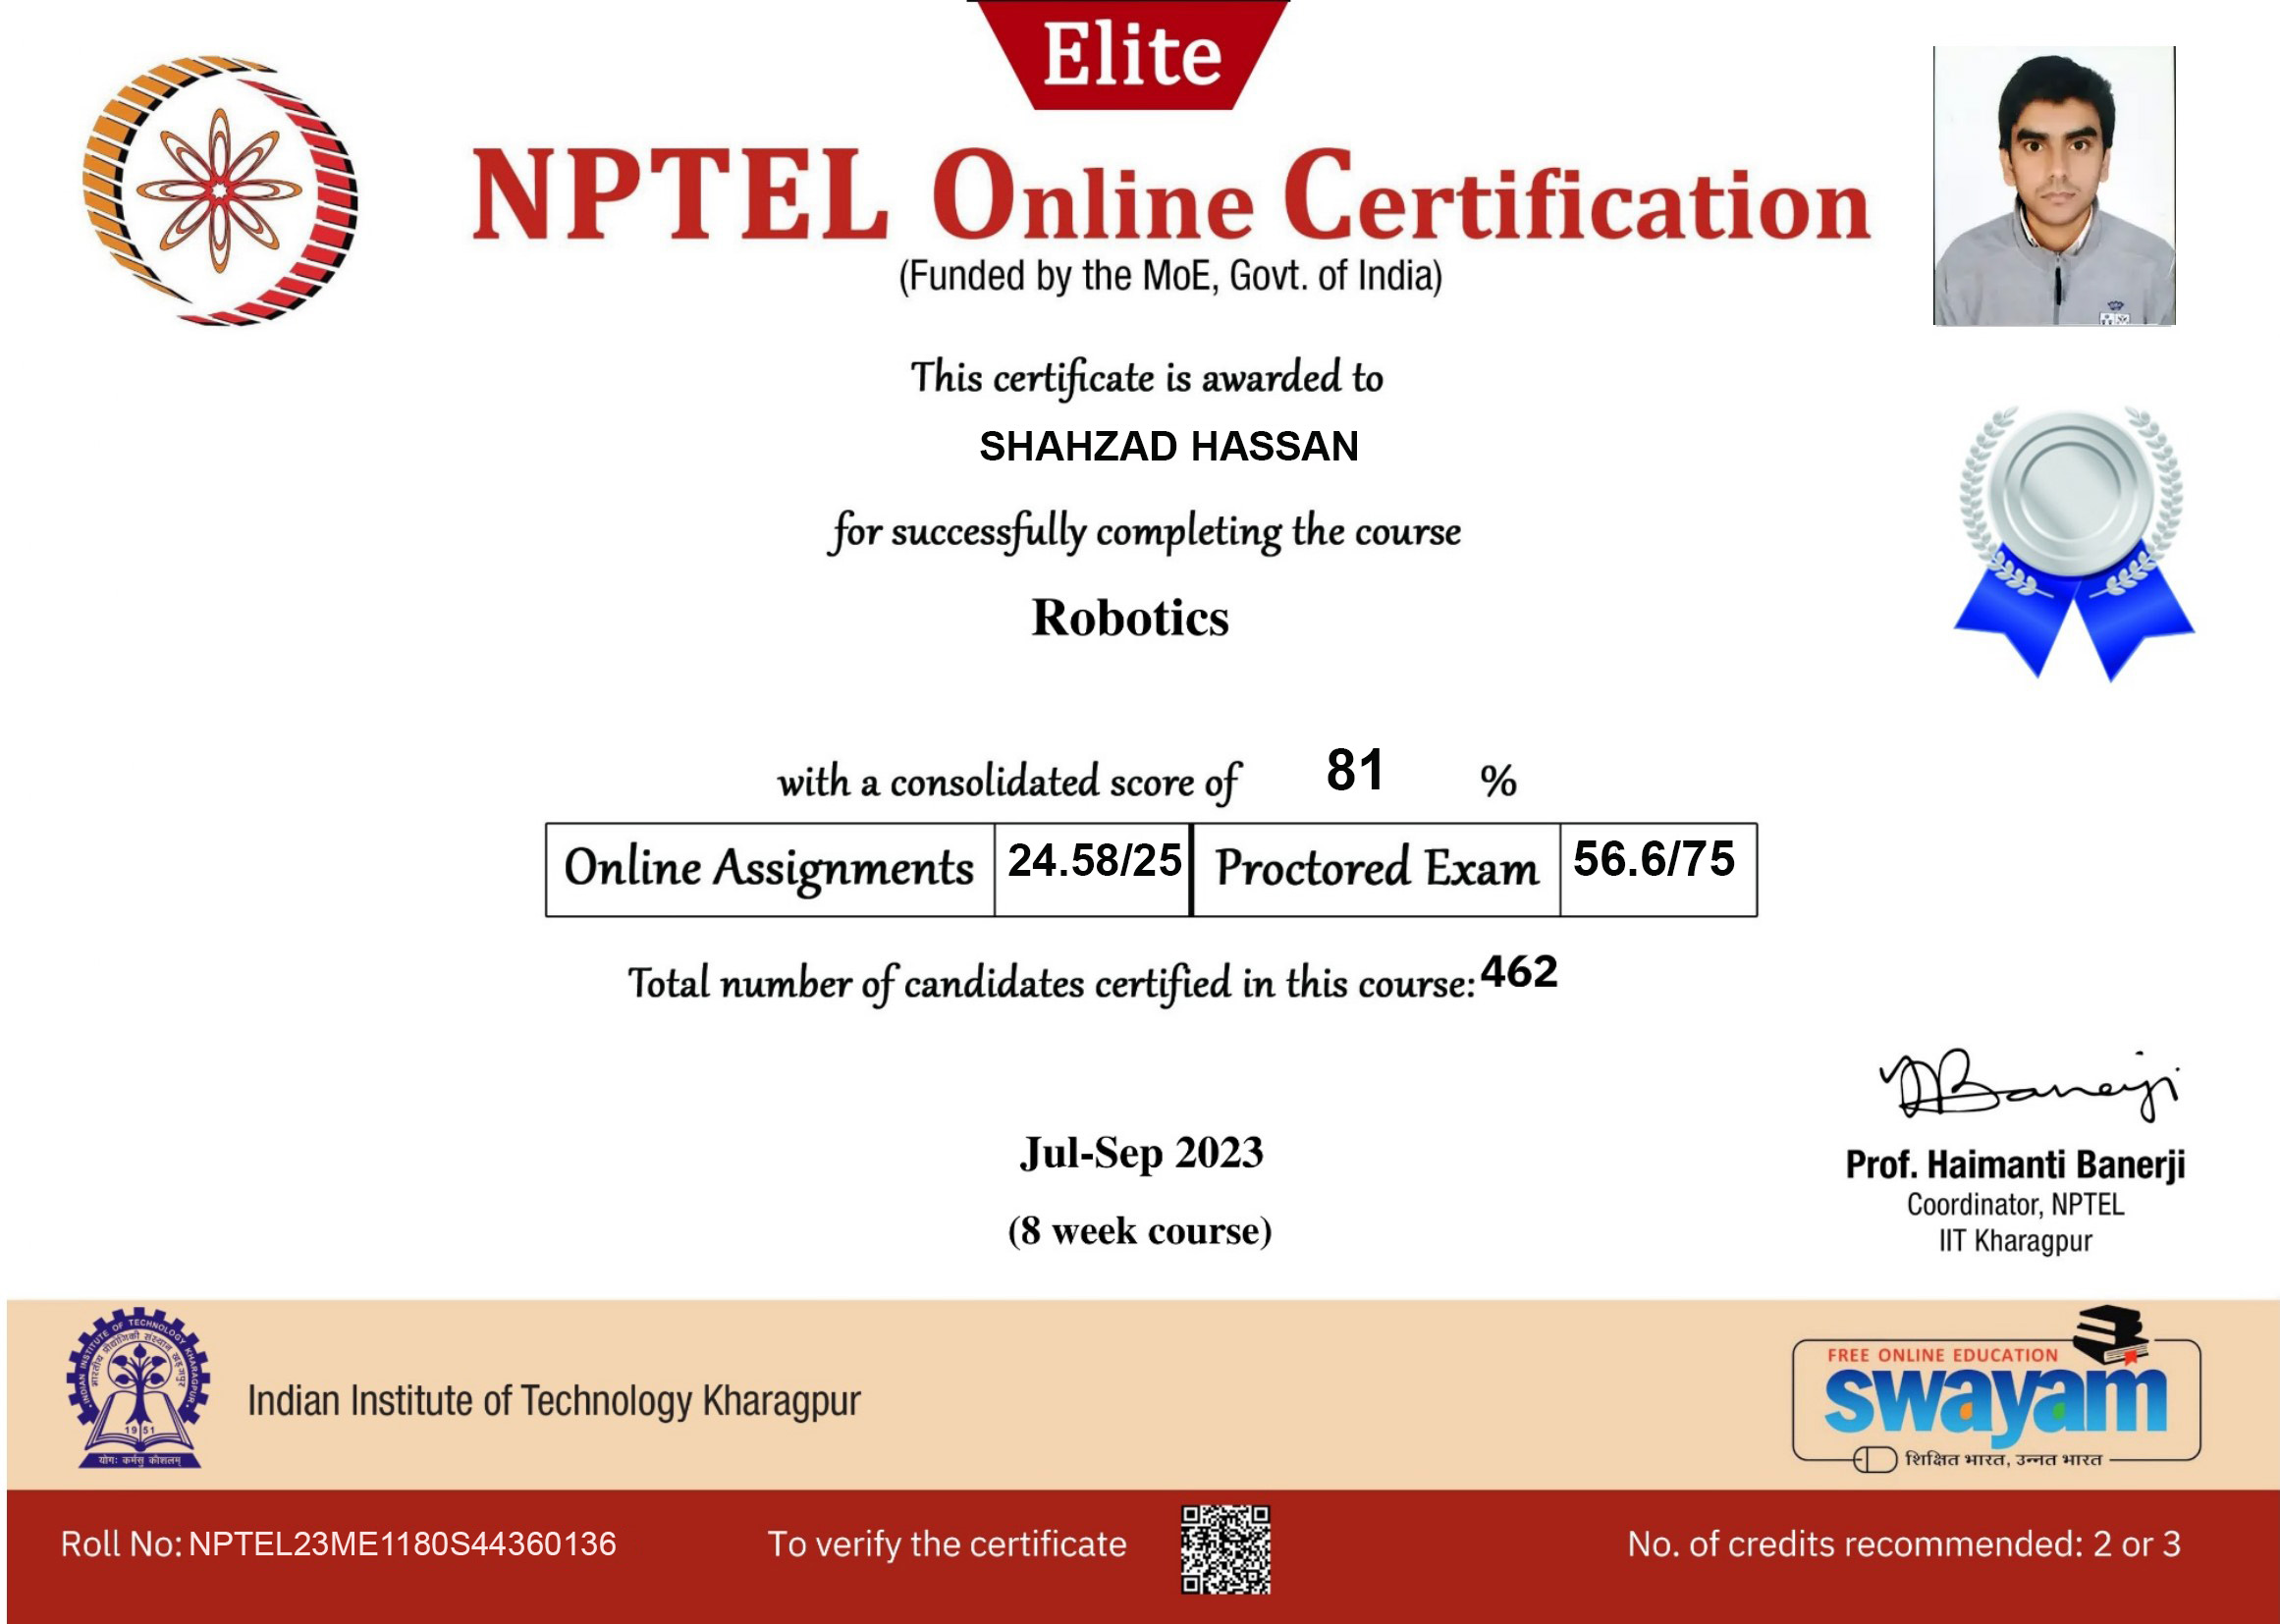 Elite
NPTEL Online Certification
(Funded by the MoE, Govt. of India)
This certificate is awarded to
SHAHZAD HASSAN
for successfully completing the course
Robotics
with a consolidated score of 81 %
Online Assignments 24.58/25 Proctored Exam 56.6/75
Total number of candidates certified in this course: 462
Jul-Sep 2023
(8 week course)
Prof. Haimanti Banerji
Coordinator, NPTEL
IIT Kharagpur
INDIAN INSTITUTE OF TECHNOLOGY KHARAGPUR
भारतीय प्रौद्योगिकी संस्थान खड़गपुर
1951
योगः कर्मसु कौशलम्
Indian Institute of Technology Kharagpur
FREE ONLINE EDUCATION
swayam
शिक्षित भारत, उन्नत भारत
Roll No: NPTEL23ME1180S44360136
To verify the certificate
No. of credits recommended: 2 or 3